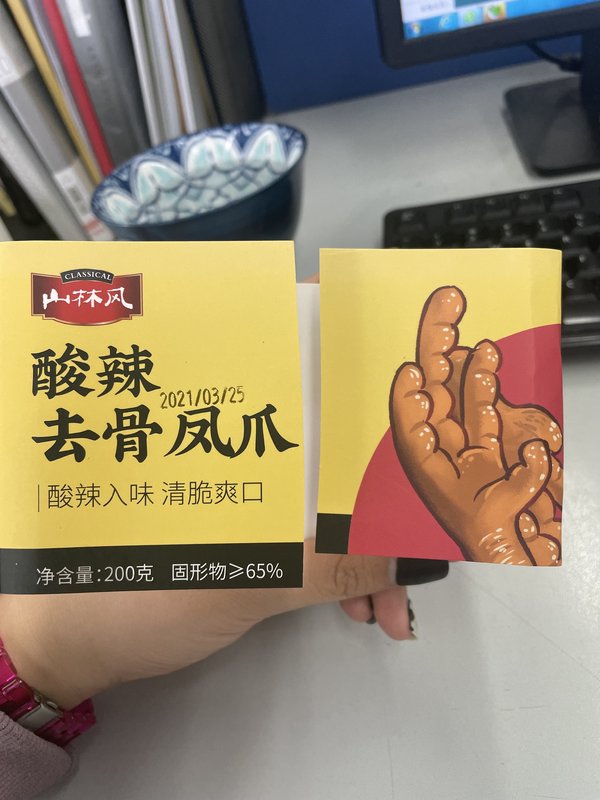 CLASSICAL
山林风
酸辣
2021/03/25
去骨凤爪
酸辣入味 清脆爽口
净含量:200克 固形物≥65%